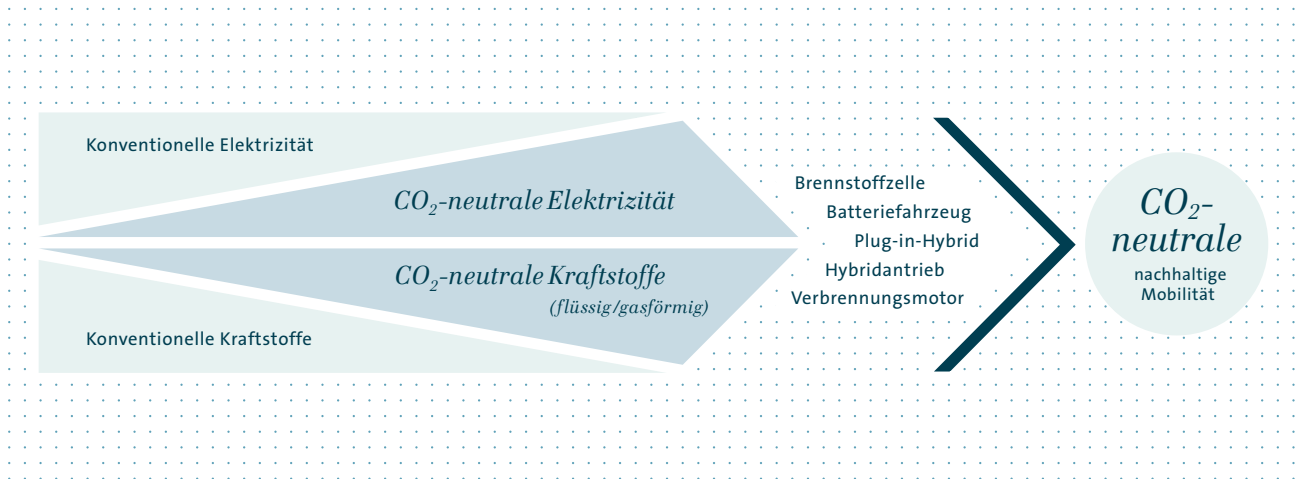 Konventionelle Elektrizität
CO₂-neutrale Elektrizität
CO₂-neutrale Kraftstoffe
(flüssig/gasförmig)
Konventionelle Kraftstoffe
Brennstoffzelle
Batteriefahrzeug
Plug-in-Hybrid
Hybridantrieb
Verbrennungsmotor
CO₂-
neutrale
nachhaltige
Mobilität